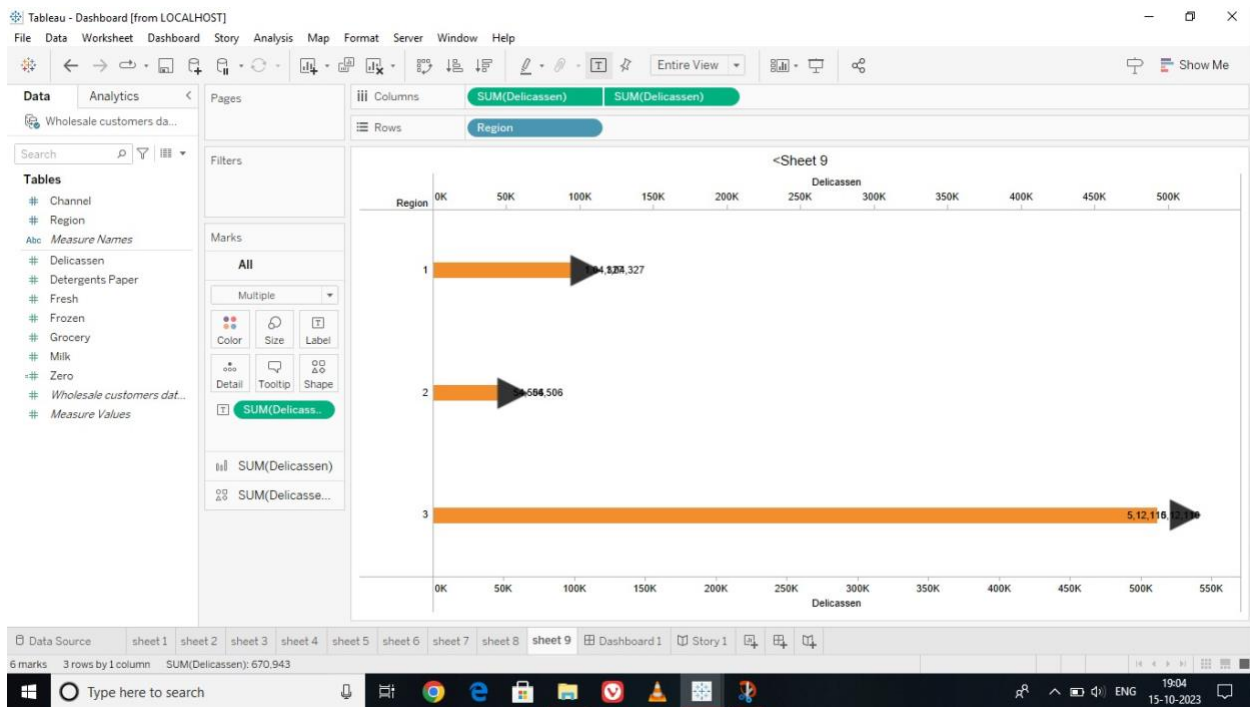 Tableau - Dashboard [from LOCALHOST]
File Data Worksheet Dashboard Story Analysis Map Format Server Window Help
Entire View
Show Me
Data Analytics
Wholesale customers da...
Search
Tables
# Channel
# Region
Abc Measure Names
# Delicassen
# Detergents Paper
# Fresh
# Frozen
# Grocery
# Milk
=# Zero
# Wholesale customers dat...
# Measure Values
Pages
Filters
Marks
All
Multiple
Color Size Label
Detail Tooltip Shape
SUM(Delicass..
SUM(Delicassen)
SUM(Delicasse...
Columns SUM(Delicassen) SUM(Delicassen)
Rows Region
<Sheet 9
Delicassen
Region 0K 50K 100K 150K 200K 250K 300K 350K 400K 450K 500K
1
2
3
0K 50K 100K 150K 200K 250K 300K 350K 400K 450K 500K 550K
Delicassen
Data Source sheet 1 sheet 2 sheet 3 sheet 4 sheet 5 sheet 6 sheet 7 sheet 8 sheet 9 Dashboard 1 Story 1
6 marks 3 rows by 1 column SUM(Delicassen): 670,943
Type here to search
ENG
19:04
15-10-2023